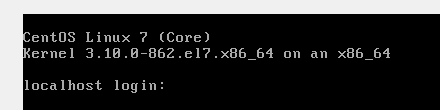 CentOS Linux 7 (Core)
Kernel 3.10.0-862.el7.x86_64 on an x86_64
localhost login: